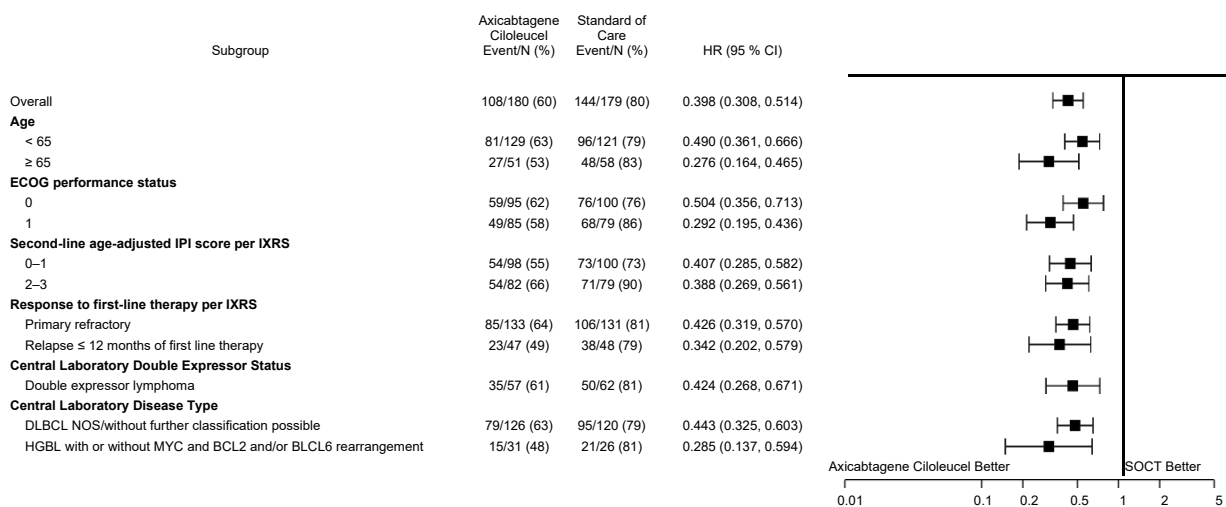 Subgroup
Axicabtagene
Ciloleucel
Event/N (%)
Standard of
Care
Event/N (%)
HR (95 % CI)
Overall 108/180 (60) 144/179 (80) 0.398 (0.308, 0.514)
Age
< 65 81/129 (63) 96/121 (79) 0.490 (0.361, 0.666)
≥ 65 27/51 (53) 48/58 (83) 0.276 (0.164, 0.465)
ECOG performance status
0 59/95 (62) 76/100 (76) 0.504 (0.356, 0.713)
1 49/85 (58) 68/79 (86) 0.292 (0.195, 0.436)
Second-line age-adjusted IPI score per IXRS
0–1 54/98 (55) 73/100 (73) 0.407 (0.285, 0.582)
2–3 54/82 (66) 71/79 (90) 0.388 (0.269, 0.561)
Response to first-line therapy per IXRS
Primary refractory 85/133 (64) 106/131 (81) 0.426 (0.319, 0.570)
Relapse ≤ 12 months of first line therapy 23/47 (49) 38/48 (79) 0.342 (0.202, 0.579)
Central Laboratory Double Expressor Status
Double expressor lymphoma 35/57 (61) 50/62 (81) 0.424 (0.268, 0.671)
Central Laboratory Disease Type
DLBCL NOS/without further classification possible 79/126 (63) 95/120 (79) 0.443 (0.325, 0.603)
HGBL with or without MYC and BCL2 and/or BLCL6 rearrangement 15/31 (48) 21/26 (81) 0.285 (0.137, 0.594)
Axicabtagene Ciloleucel Better SOCT Better
0.01 0.1 0.2 0.5 1 2 5